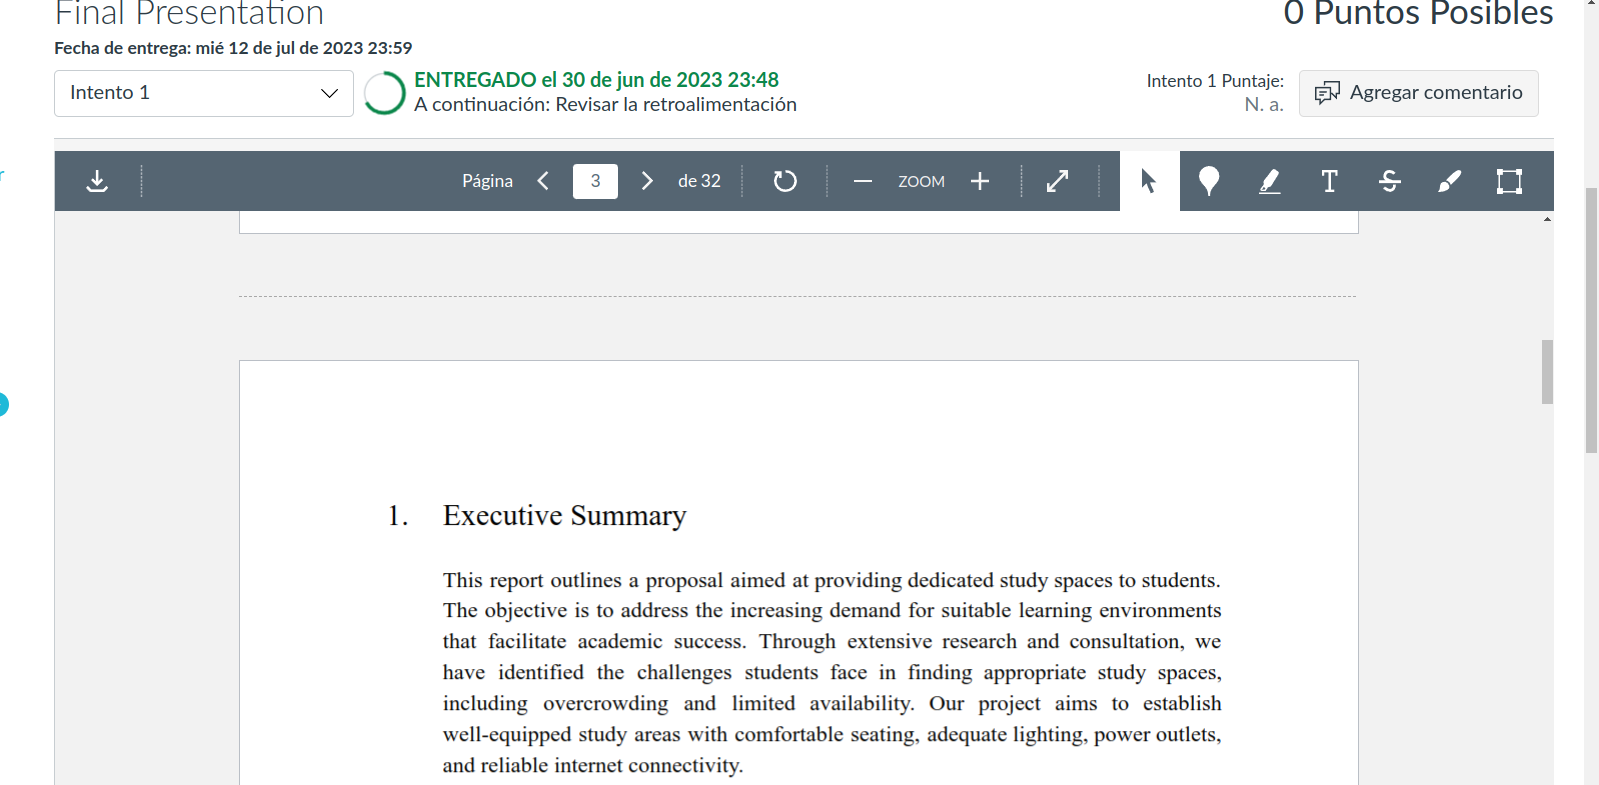 Final Presentation
0 Puntos Posibles
Fecha de entrega: mié 12 de jul de 2023 23:59
Intento 1
ENTREGADO el 30 de jun de 2023 23:48
A continuación: Revisar la retroalimentación
Intento 1 Puntaje:
N. a.
Agregar comentario
Página 3 de 32 ZOOM
1. Executive Summary
This report outlines a proposal aimed at providing dedicated study spaces to students.
The objective is to address the increasing demand for suitable learning environments
that facilitate academic success. Through extensive research and consultation, we
have identified the challenges students face in finding appropriate study spaces,
including overcrowding and limited availability. Our project aims to establish
well-equipped study areas with comfortable seating, adequate lighting, power outlets,
and reliable internet connectivity.